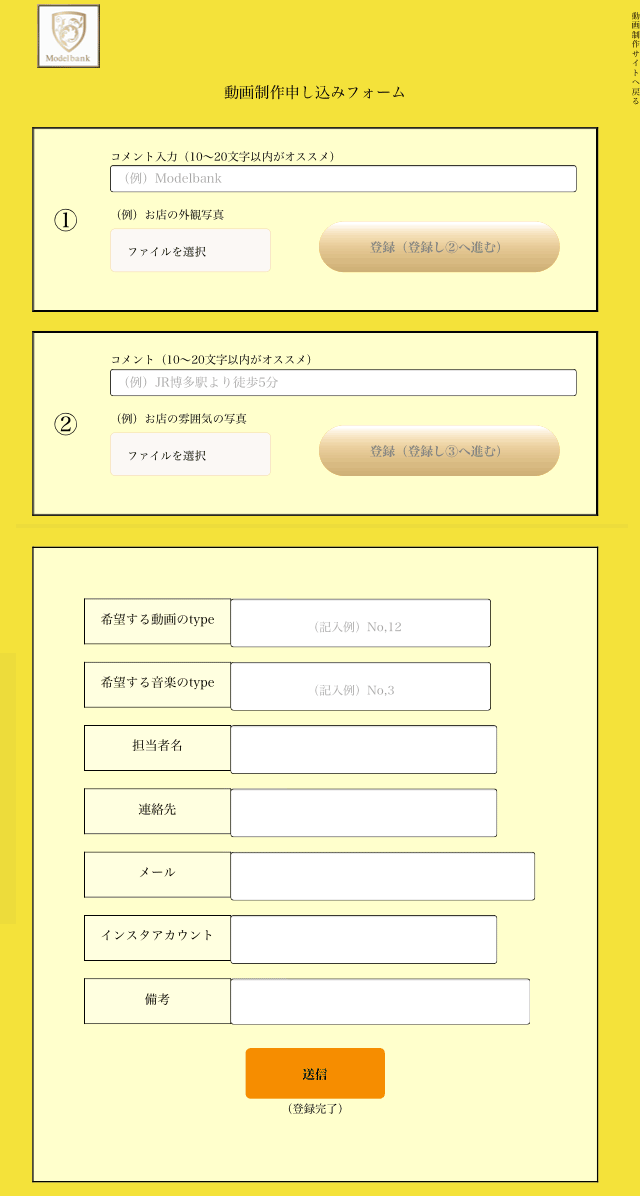 Modelbank
動画制作サイトへ戻る
動画制作申し込みフォーム
①
コメント入力（10〜20文字以内がオススメ）
（例）Modelbank
（例）お店の外観写真
ファイルを選択
登録（登録し②へ進む）
②
コメント（10〜20文字以内がオススメ）
（例）JR博多駅より徒歩5分
（例）お店の雰囲気の写真
ファイルを選択
登録（登録し③へ進む）
希望する動画のtype
（記入例）No,12
希望する音楽のtype
（記入例）No,3
担当者名
連絡先
メール
インスタアカウント
備考
送信
（登録完了）